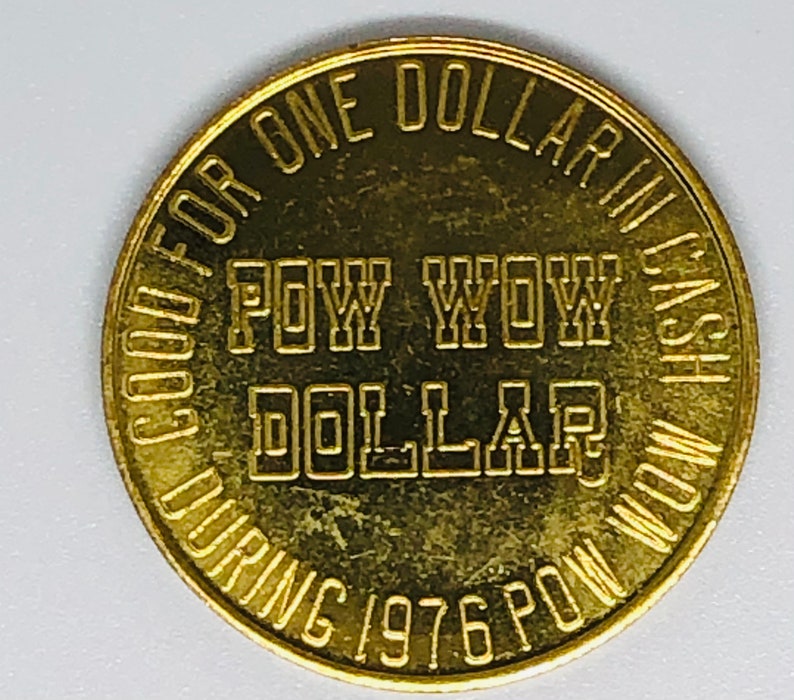 GOOD FOR ONE DOLLAR IN CASH
POW WOW
DOLLAR
DURING 1976 POW WOW